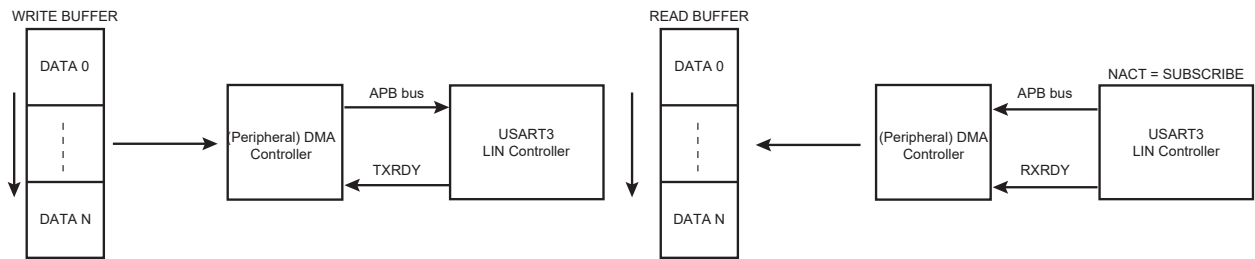 WRITE BUFFER
DATA 0
DATA N
(Peripheral) DMA
Controller
APB bus
TXRDY
USART3
LIN Controller
READ BUFFER
DATA 0
DATA N
(Peripheral) DMA
Controller
APB bus
RXRDY
NACT = SUBSCRIBE
USART3
LIN Controller